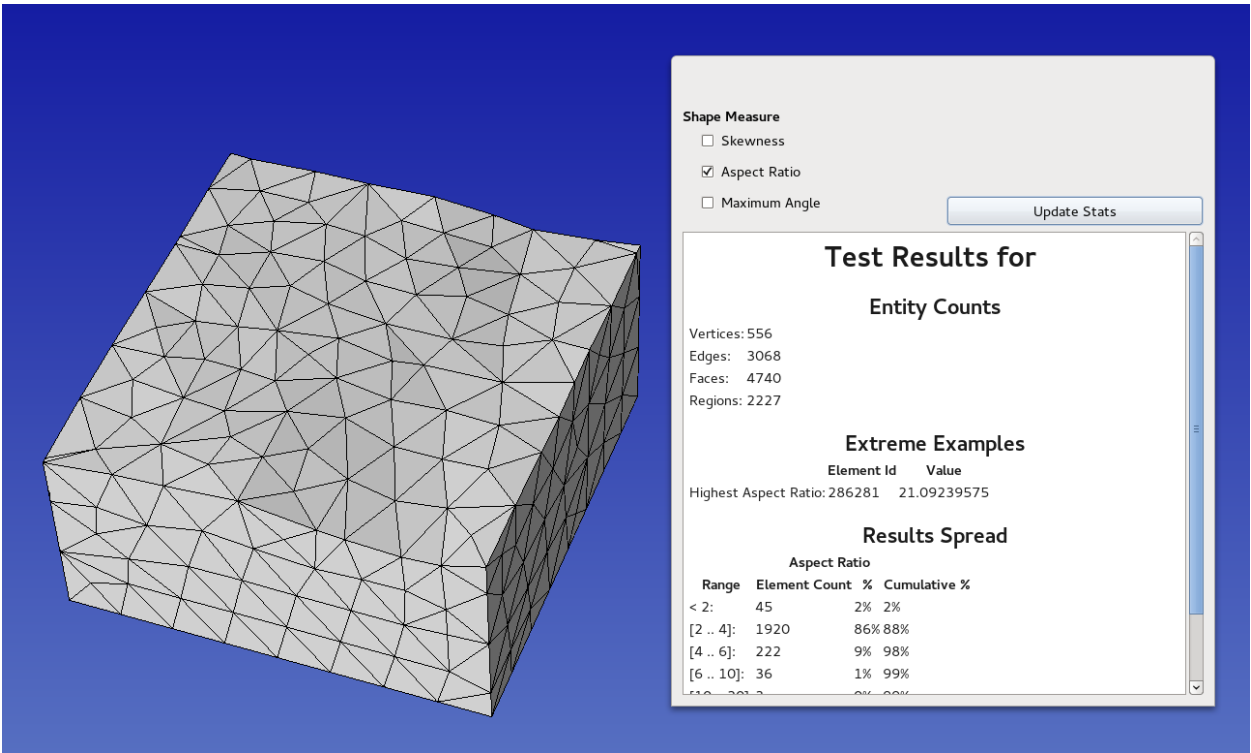 Shape Measure
Skewness
Aspect Ratio
Maximum Angle
Update Stats
Test Results for
Entity Counts
Vertices: 556
Edges: 3068
Faces: 4740
Regions: 2227
Extreme Examples
Element Id Value
Highest Aspect Ratio: 286281 21.09239575
Results Spread
Aspect Ratio
Range Element Count % Cumulative %
< 2: 45 2% 2%
[2 .. 4]: 1920 86% 88%
[4 .. 6]: 222 9% 98%
[6 .. 10]: 36 1% 99%